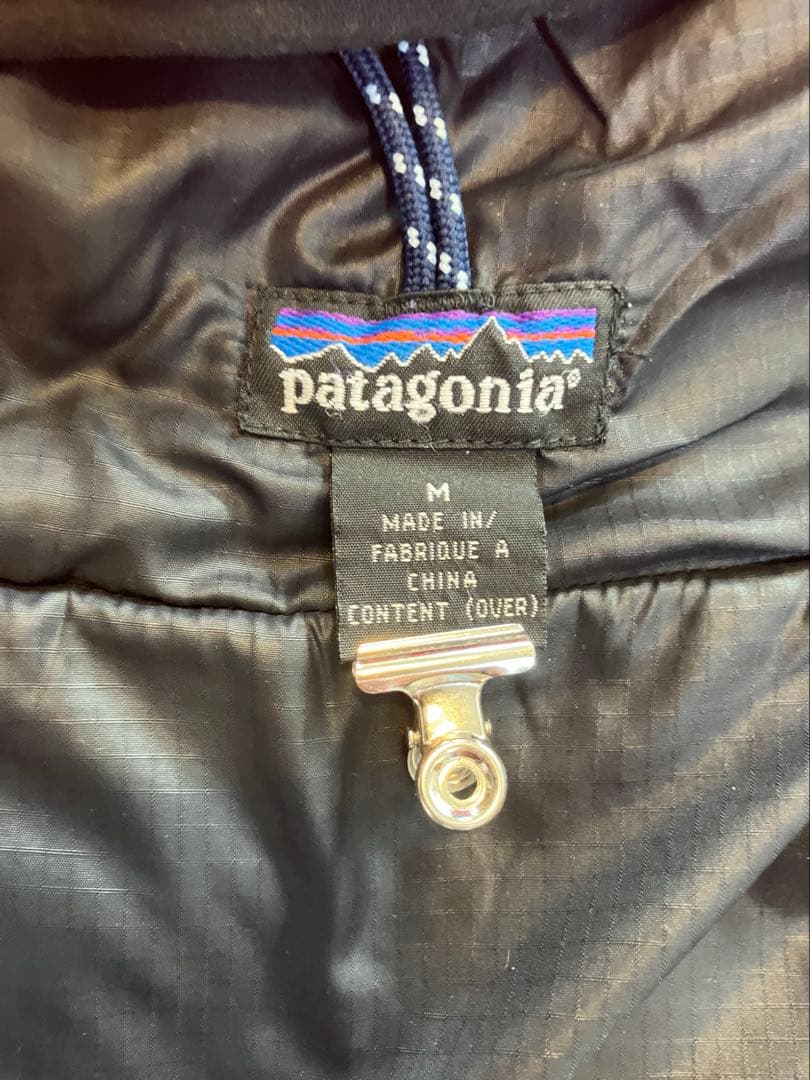 patagonia®
M
MADE IN/
FABRIQUE A
CHINA
CONTENT (OVER)